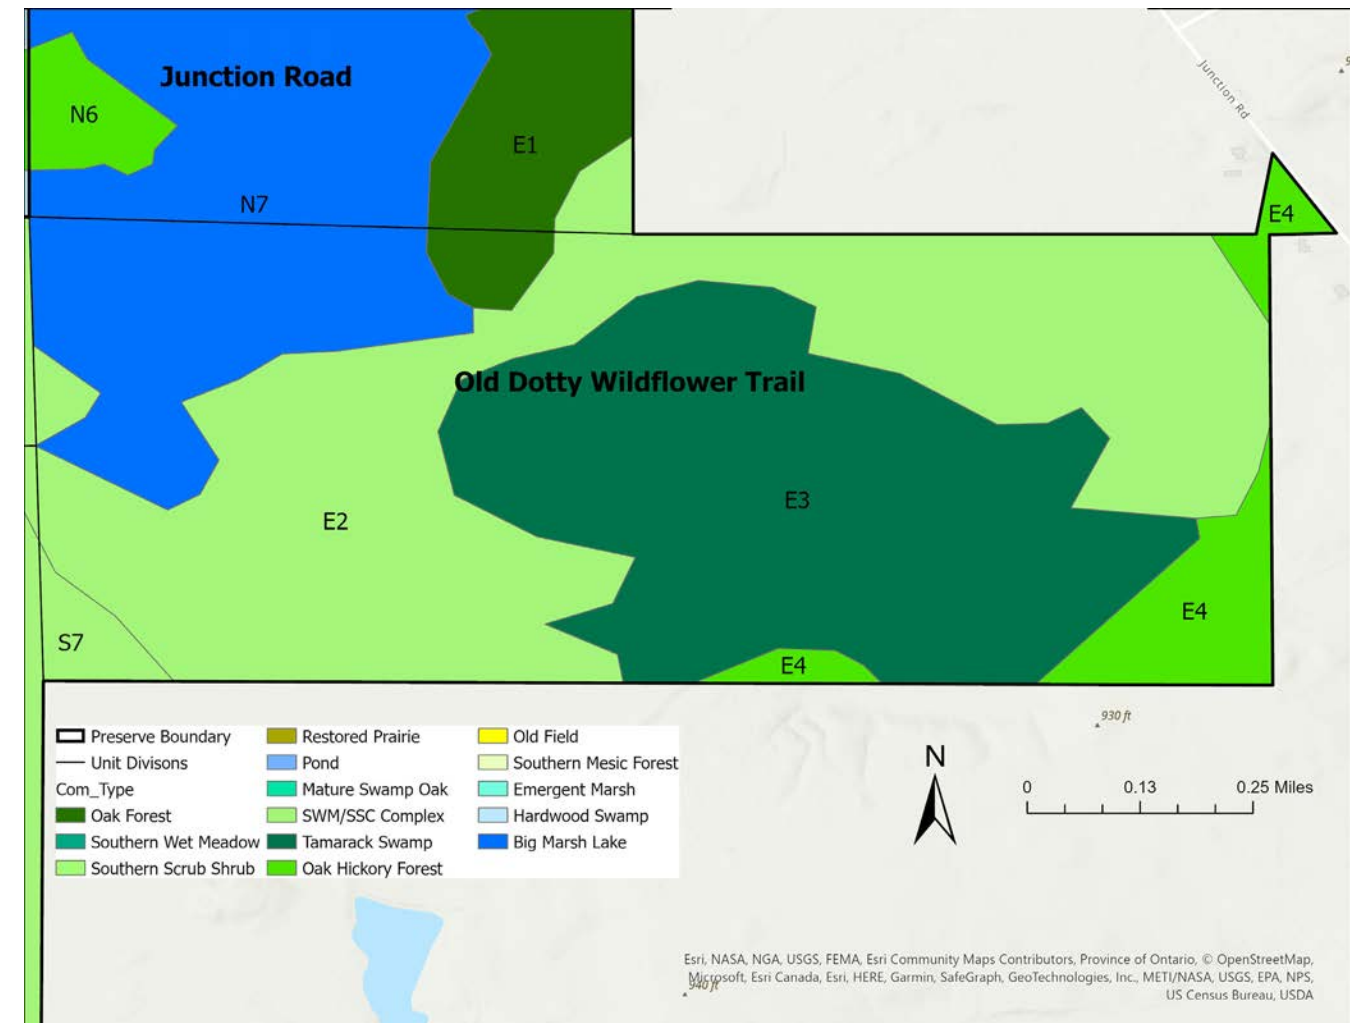 Junction Road
Junction Rd
9
N6
E1
N7
E4
Old Dotty Wildflower Trail
E3
E2
E4
S7
E4
930 ft
Preserve Boundary
Unit Divisons
Com_Type
Oak Forest
Southern Wet Meadow
Southern Scrub Shrub
Restored Prairie
Pond
Mature Swamp Oak
SWM/SSC Complex
Tamarack Swamp
Oak Hickory Forest
Old Field
Southern Mesic Forest
Emergent Marsh
Hardwood Swamp
Big Marsh Lake
N
0 0.13 0.25 Miles
Esri, NASA, NGA, USGS, FEMA, Esri Community Maps Contributors, Province of Ontario, © OpenStreetMap,
Microsoft, Esri Canada, Esri, HERE, Garmin, SafeGraph, GeoTechnologies, Inc., METI/NASA, USGS, EPA, NPS,
940 ft
US Census Bureau, USDA